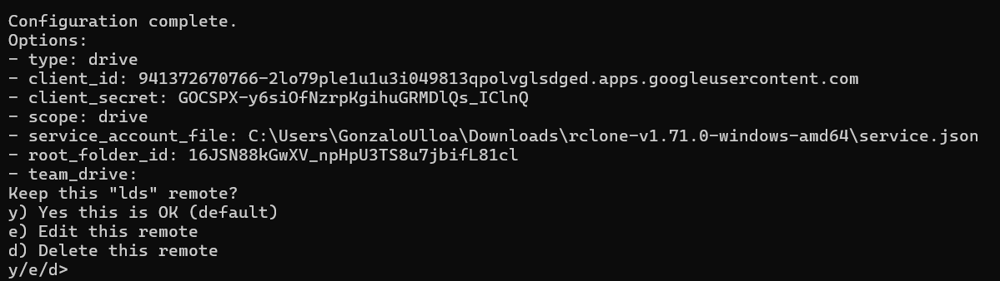 Configuration complete.
Options:
- type: drive
- client_id: 941372670766-2lo79ple1u1u3i049813qpolvglsdged.apps.googleusercontent.com
- client_secret: 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
- scope: drive
- service_account_file: C:\Users\GonzaloUlloa\Downloads\rclone-v1.71.0-windows-amd64\service.json
- root_folder_id: 16JSN88kGwXV_npHpU3TS8u7jbifL81cl
- team_drive:
Keep this "lds" remote?
y) Yes this is OK (default)
e) Edit this remote
d) Delete this remote
y/e/d>